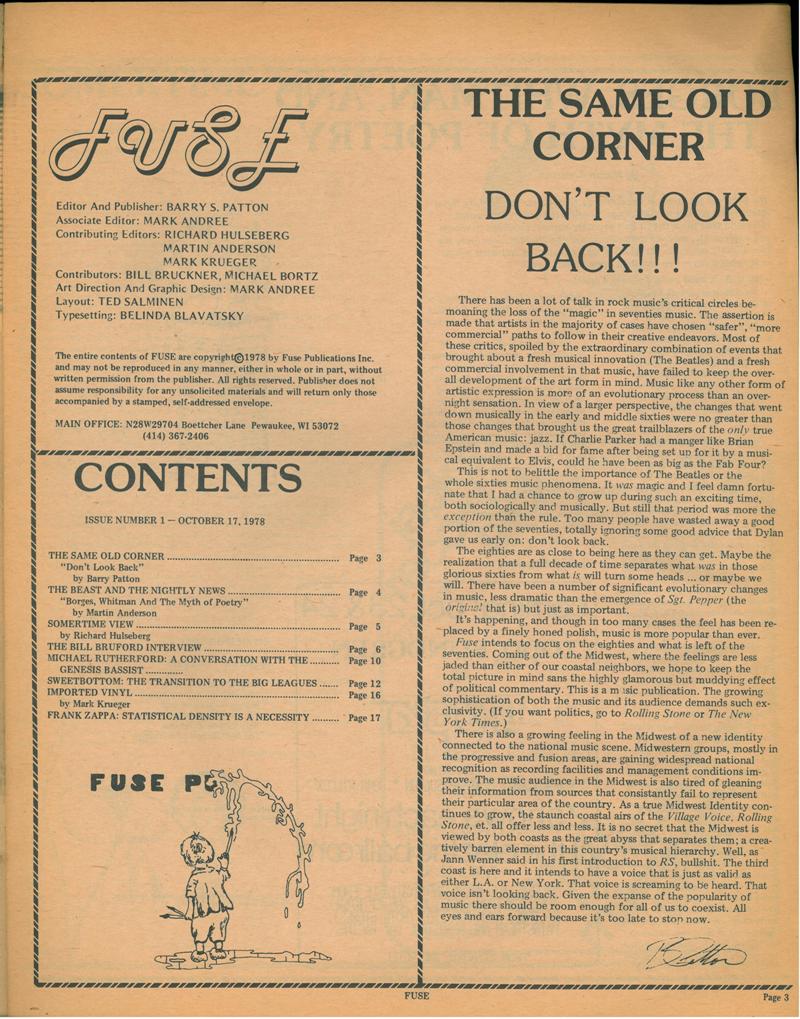 FUSE
Editor And Publisher: BARRY S. PATTON
Associate Editor: MARK ANDREE
Contributing Editors: RICHARD HULSEBERG
MARTIN ANDERSON
MARK KRUEGER
Contributors: BILL BRUCKNER, MICHAEL BORTZ
Art Direction And Graphic Design: MARK ANDREE
Layout: TED SALMINEN
Typesetting: BELINDA BLAVATSKY
The entire contents of FUSE are copyright©1978 by Fuse Publications Inc.
and may not be reproduced in any manner, either in whole or in part, without
written permission from the publisher. All rights reserved. Publisher does not
assume responsibility for any unsolicited materials and will return only those
accompanied by a stamped, self-addressed envelope.
MAIN OFFICE: N28W29704 Boettcher Lane Pewaukee, WI 53072
(414) 367-2406
CONTENTS
ISSUE NUMBER 1 — OCTOBER 17, 1978
THE SAME OLD CORNER ........ Page 3
"Don't Look Back"
by Barry Patton
THE BEAST AND THE NIGHTLY NEWS ........ Page 4
"Borges, Whitman And The Myth of Poetry"
by Martin Anderson
SOMERTIME VIEW ........ Page 5
by Richard Hulseberg
THE BILL BRUFORD INTERVIEW ........ Page 6
MICHAEL RUTHERFORD: A CONVERSATION WITH THE ........ Page 10
GENESIS BASSIST ........
SWEETBOTTOM: THE TRANSITION TO THE BIG LEAGUES ........ Page 12
IMPORTED VINYL ........ Page 16
by Mark Krueger
FRANK ZAPPA: STATISTICAL DENSITY IS A NECESSITY ........ Page 17
FUSE
THE SAME OLD
CORNER
DON'T LOOK
BACK!!!
There has been a lot of talk in rock music's critical circles be-
moaning the loss of the "magic" in seventies music. The assertion is
made that artists in the majority of cases have chosen "safer", "more
commercial" paths to follow in their creative endeavors. Most of
these critics, spoiled by the extraordinary combination of events that
brought about a fresh musical innovation (The Beatles) and a fresh
commercial involvement in that music, have failed to keep the over-
all development of the art form in mind. Music like any other form of
artistic expression is more of an evolutionary process than an over-
night sensation. In view of a larger perspective, the changes that went
down musically in the early and middle sixties were no greater than
those changes that brought us the great trailblazers of the only true
American music: jazz. If Charlie Parker had a manger like Brian
Epstein and made a bid for fame after being set up for it by a musi-
cal equivalent to Elvis, could he have been as big as the Fab Four?
This is not to belittle the importance of The Beatles or the
whole sixties music phenomena. It was magic and I feel damn fortu-
nate that I had a chance to grow up during such an exciting time,
both sociologically and musically. But still that period was more the
exception than the rule. Too many people have wasted away a good
portion of the seventies, totally ignoring some good advice that Dylan
gave us early on: don't look back.
The eighties are as close to being here as they can get. Maybe the
realization that a full decade of time separates what was in those
glorious sixties from what is will turn some heads ... or maybe we
will. There have been a number of significant evolutionary changes
in music, less dramatic than the emergence of Sgt. Pepper (the
original that is) but just as important.
It's happening, and though in too many cases the feel has been re-
placed by a finely honed polish, music is more popular than ever.
Fuse intends to focus on the eighties and what is left of the
seventies. Coming out of the Midwest, where the feelings are less
jaded than either of our coastal neighbors, we hope to keep the
total picture in mind sans the highly glamorous but muddying effect
of political commentary. This is a music publication. The growing
sophistication of both the music and its audience demands such ex-
clusivity. (If you want politics, go to Rolling Stone or The New
York Times.)
There is also a growing feeling in the Midwest of a new identity
connected to the national music scene. Midwestern groups, mostly in
the progressive and fusion areas, are gaining widespread national
recognition as recording facilities and management conditions im-
prove. The music audience in the Midwest is also tired of gleaning
their information from sources that consistantly fail to represent
their particular area of the country. As a true Midwest Identity con-
tinues to grow, the staunch coastal airs of the Village Voice, Rolling
Stone, et. all offer less and less. It is no secret that the Midwest is
viewed by both coasts as the great abyss that separates them; a crea-
tively barren element in this country's musical hierarchy. Well, as
Jann Wenner said in his first introduction to RS, bullshit. The third
coast is here and it intends to have a voice that is just as valid as
either L.A. or New York. That voice is screaming to be heard. That
voice isn't looking back. Given the expanse of the popularity of
music there should be room enough for all of us to coexist. All
eyes and ears forward because it's too late to stop now.
FUSE
Page 3